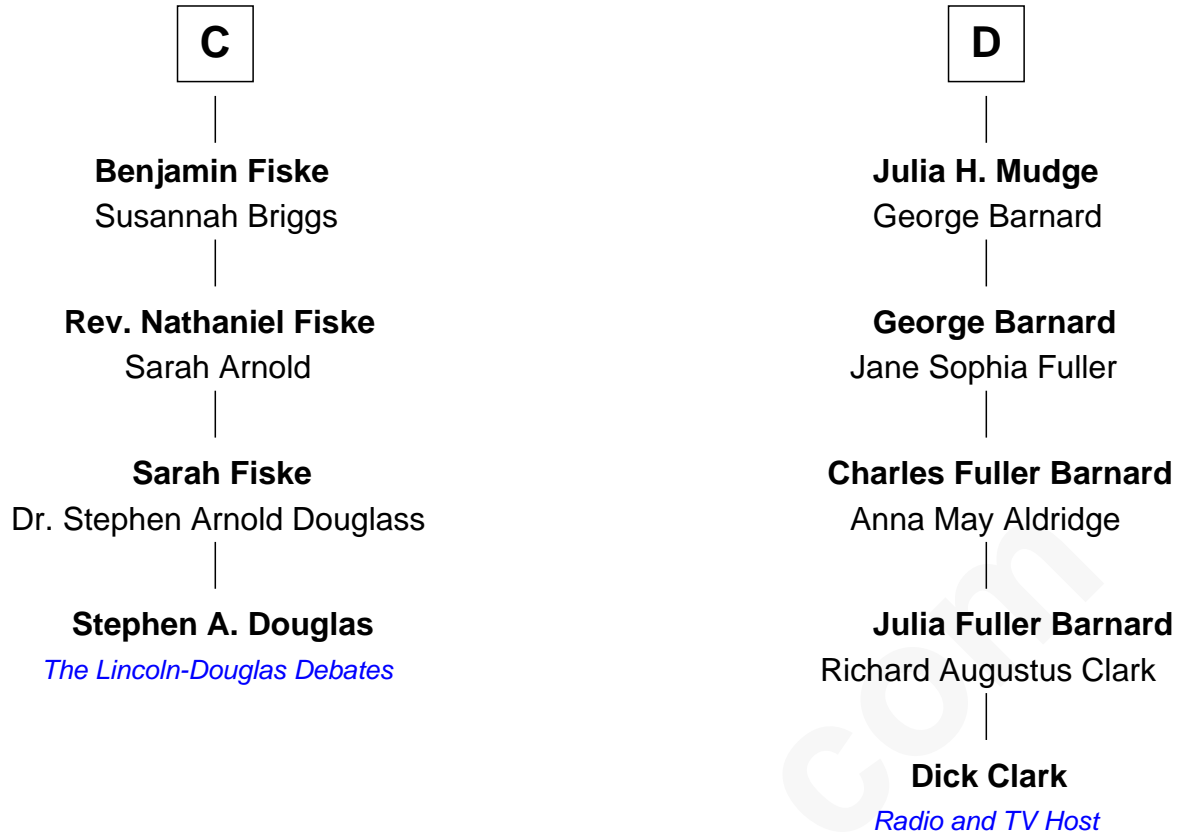 C
Benjamin Fiske
Susannah Briggs
Rev. Nathaniel Fiske
Sarah Arnold
Sarah Fiske
Dr. Stephen Arnold Douglass
Stephen A. Douglas
The Lincoln-Douglas Debates
D
Julia H. Mudge
George Barnard
George Barnard
Jane Sophia Fuller
Charles Fuller Barnard
Anna May Aldridge
Julia Fuller Barnard
Richard Augustus Clark
Dick Clark
Radio and TV Host
com